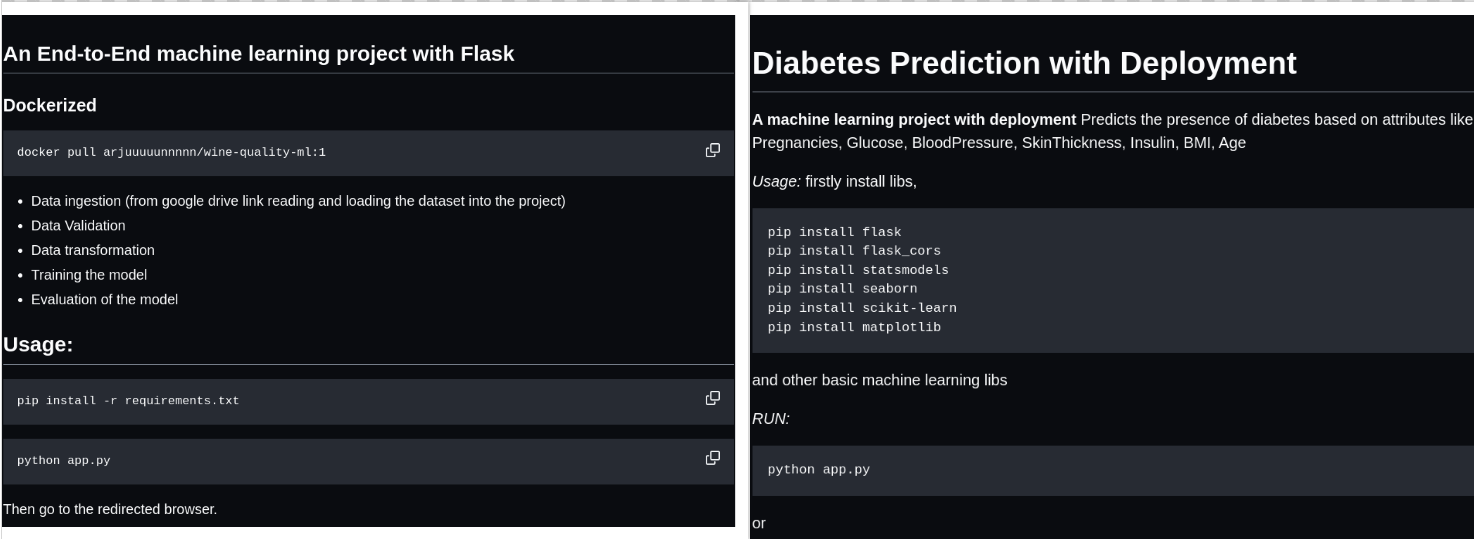 An End-to-End machine learning project with Flask
Dockerized
docker pull arjuuuuunnnnn/wine-quality-ml:1
• Data ingestion (from google drive link reading and loading the dataset into the project)
• Data Validation
• Data transformation
• Training the model
• Evaluation of the model
Usage:
pip install -r requirements.txt
python app.py
Then go to the redirected browser.
Diabetes Prediction with Deployment
A machine learning project with deployment Predicts the presence of diabetes based on attributes like
Pregnancies, Glucose, BloodPressure, SkinThickness, Insulin, BMI, Age
Usage: firstly install libs,
pip install flask
pip install flask_cors
pip install statsmodels
pip install seaborn
pip install scikit-learn
pip install matplotlib
and other basic machine learning libs
RUN:
python app.py
or